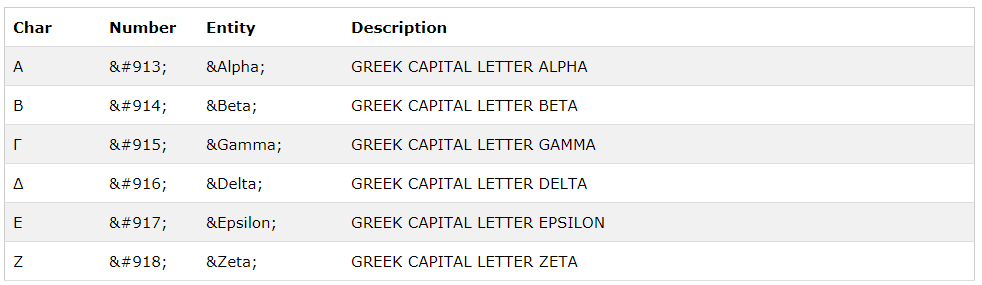 Char Number Entity Description
Α &#913; &Alpha; GREEK CAPITAL LETTER ALPHA
Β &#914; &Beta; GREEK CAPITAL LETTER BETA
Γ &#915; &Gamma; GREEK CAPITAL LETTER GAMMA
Δ &#916; &Delta; GREEK CAPITAL LETTER DELTA
Ε &#917; &Epsilon; GREEK CAPITAL LETTER EPSILON
Ζ &#918; &Zeta; GREEK CAPITAL LETTER ZETA